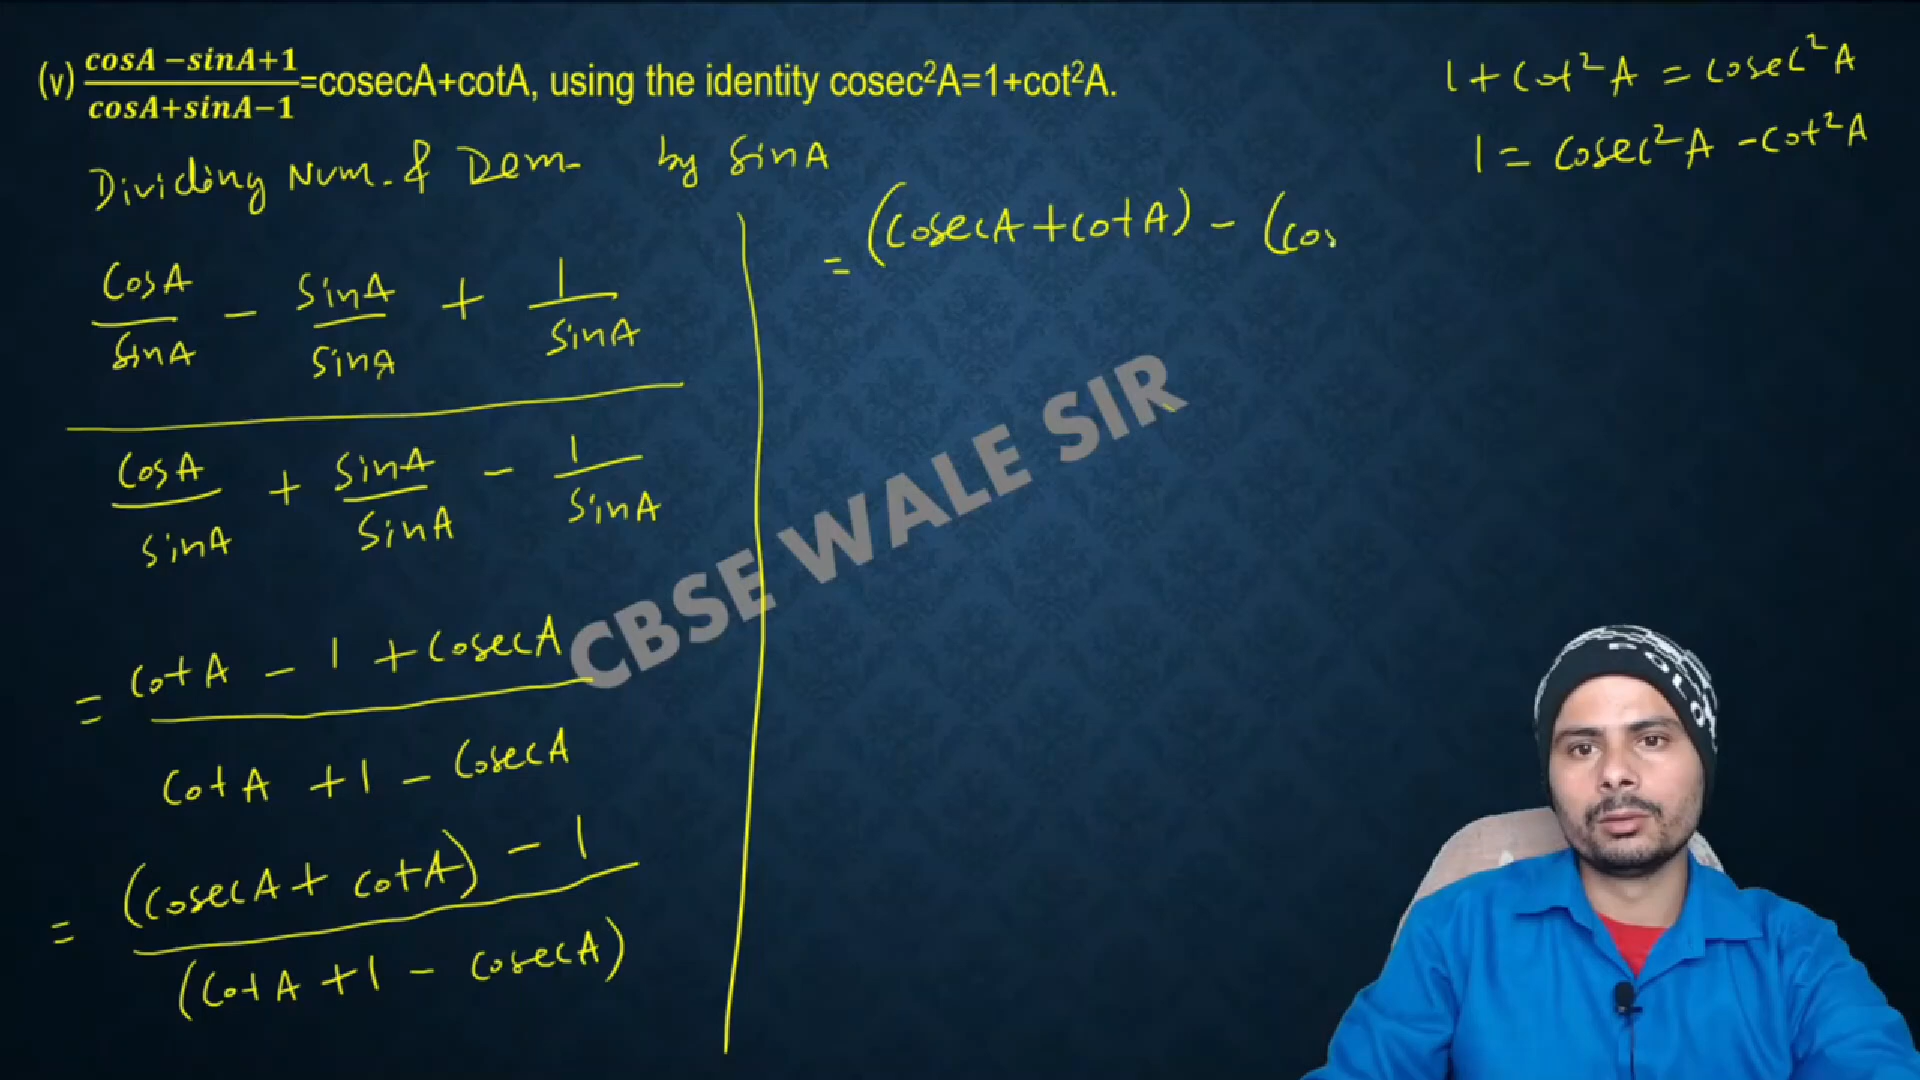 (v) cosA −sinA+1 / cosA+sinA−1 =cosecA+cotA, using the identity cosec²A=1+cot²A.
1 + cot²A = cosec²A
1 = cosec²A - cot²A
Dividing Num. & Dem. by sinA
cosA/sinA - sinA/sinA + 1/sinA
cosA/sinA + sinA/sinA - 1/sinA
= cotA - 1 + cosecA
cotA + 1 - cosecA
= (cosecA + cotA) - 1
(cotA + 1 - cosecA)
= (cosecA + cotA) - (cos
CBSE WALE SIR